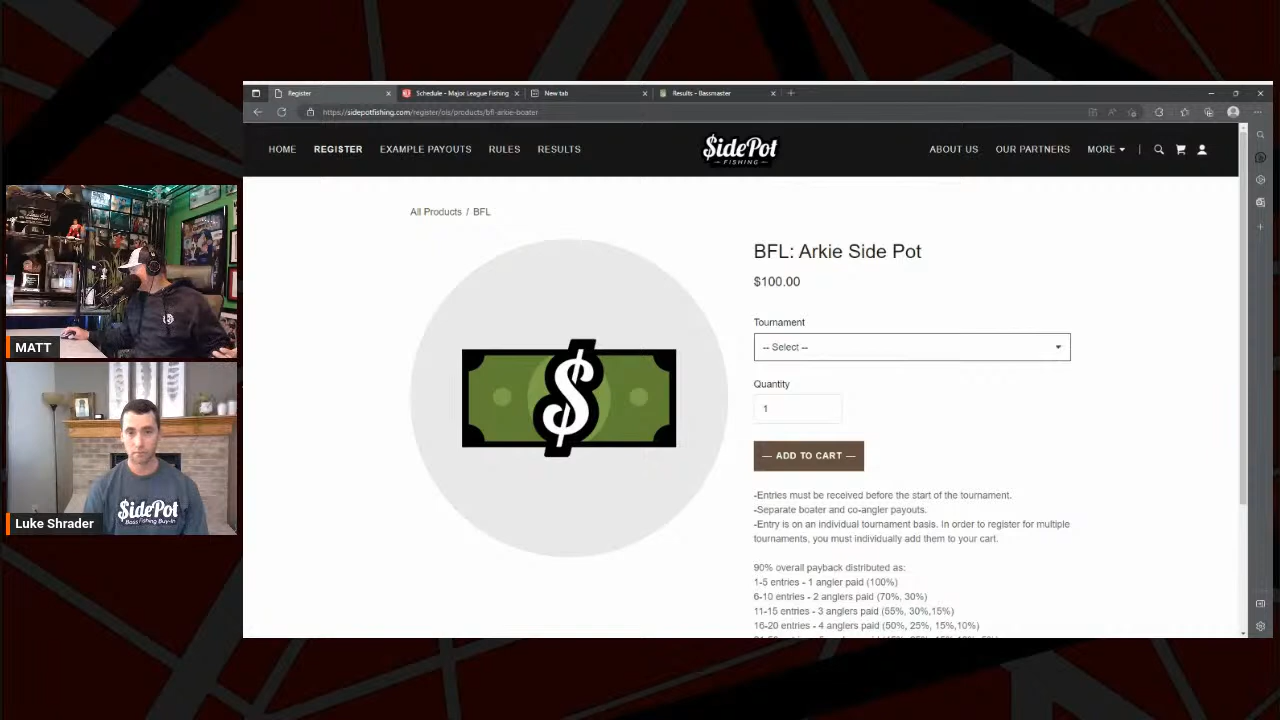 Register
Schedule - Major League Fishing
New tab
Results - Bassmaster
https://sidepotfishing.com/register/ols/products/bfl-arkie-boater
HOME
REGISTER
EXAMPLE PAYOUTS
RULES
RESULTS
$idePot
FISHING
ABOUT US
OUR PARTNERS
MORE
All Products / BFL
BFL: Arkie Side Pot
$100.00
Tournament
-- Select --
Quantity
1
— ADD TO CART —
-Entries must be received before the start of the tournament.
-Separate boater and co-angler payouts.
-Entry is on an individual tournament basis. In order to register for multiple
tournaments, you must individually add them to your cart.
90% overall payback distributed as:
1-5 entries - 1 angler paid (100%)
6-10 entries - 2 anglers paid (70%, 30%)
11-15 entries - 3 anglers paid (55%, 30%,15%)
16-20 entries - 4 anglers paid (50%, 25%, 15%,10%)
$
MATT
$idePot
Bass Fishing Buy-In
Luke Shrader